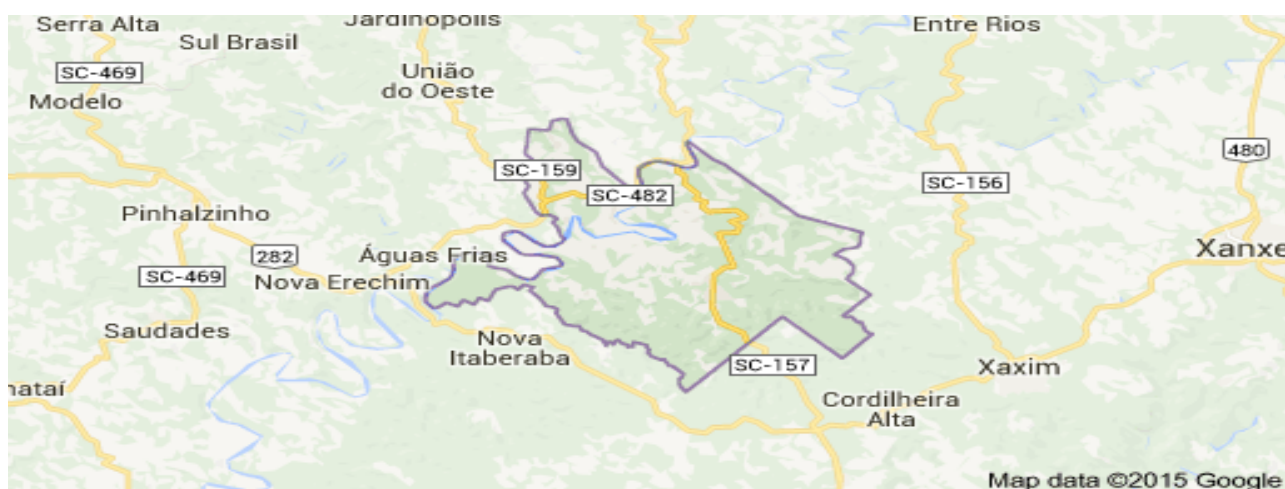 Serra Alta
Sul Brasil
Jardinópolis
Entre Rios
SC-469
União
do Oeste
Modelo
480
SC-159
SC-156
SC-482
Pinhalzinho
Xanxe
282
Águas Frias
SC-469
Nova Erechim
Saudades
Nova
Itaberaba
SC-157
Xaxim
nataí
Cordilheira
Alta
Map data ©2015 Google